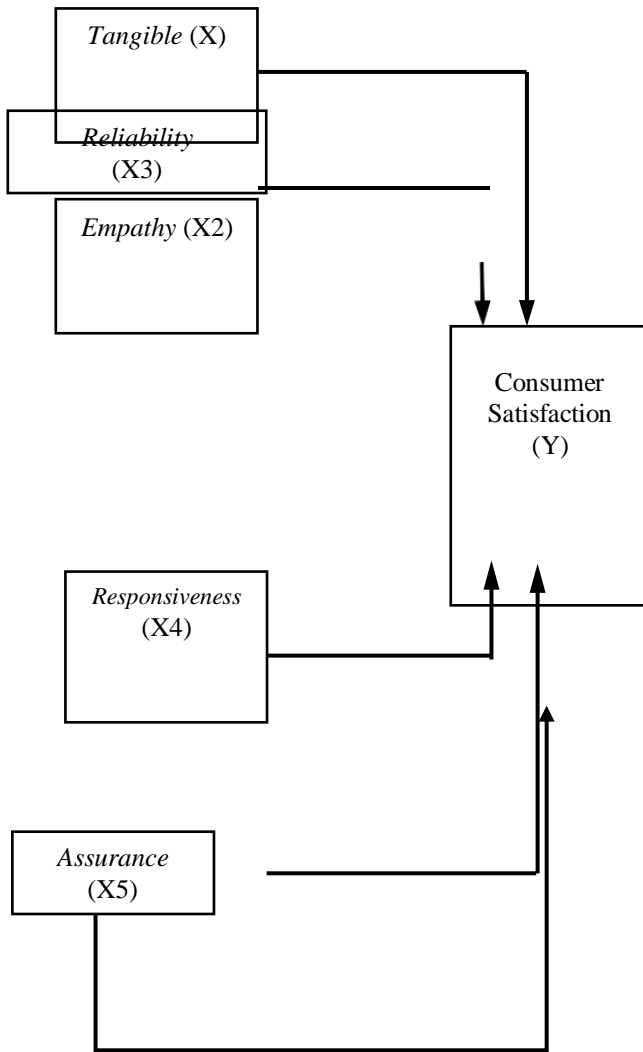 Tangible (X)
Reliability
(X3)
Empathy (X2)
Consumer
Satisfaction
(Y)
Responsiveness
(X4)
Assurance
(X5)